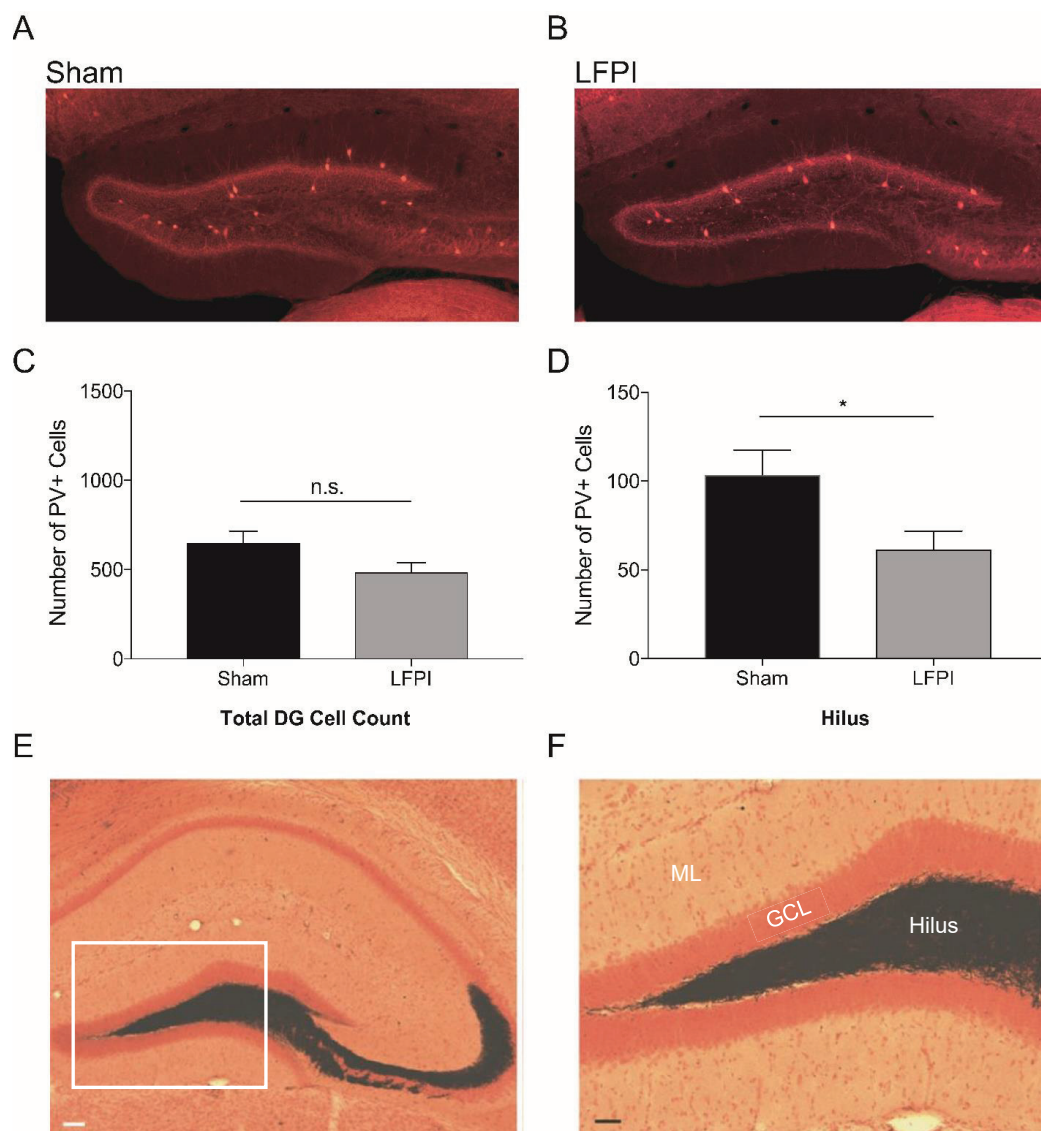 A
B
Sham
LFPI
C
D
Number of PV+ Cells
1500
1000
500
0
n.s.
Sham
LFPI
Total DG Cell Count
Number of PV+ Cells
150
100
50
0
*
Sham
LFPI
Hilus
E
F
ML
GCL
Hilus